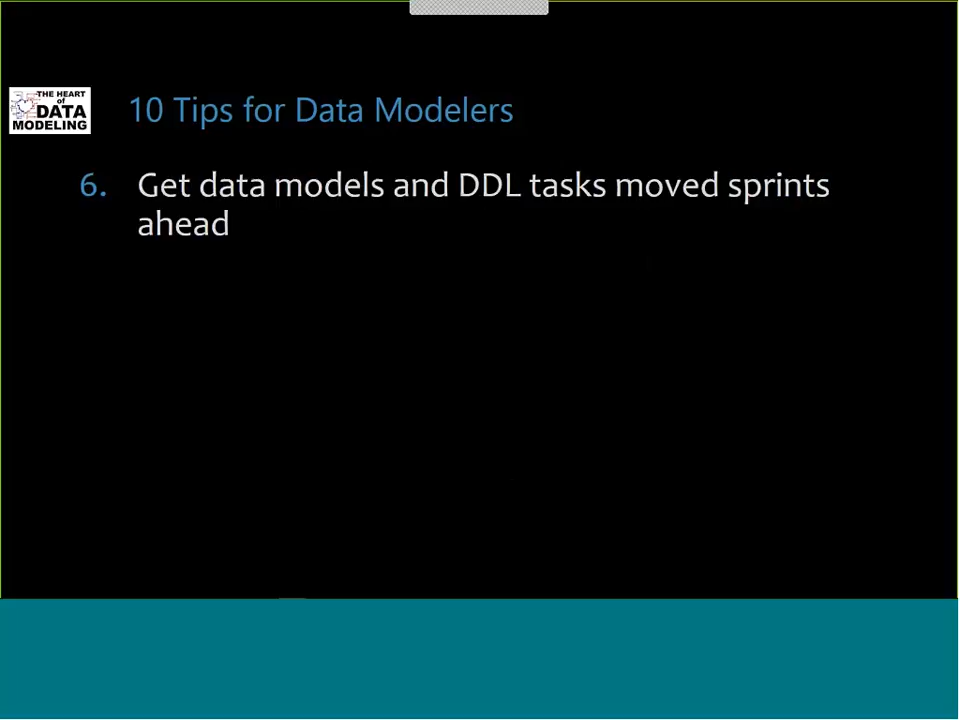 THE HEART
of
DATA
MODELING
10 Tips for Data Modelers
6. Get data models and DDL tasks moved sprints
ahead